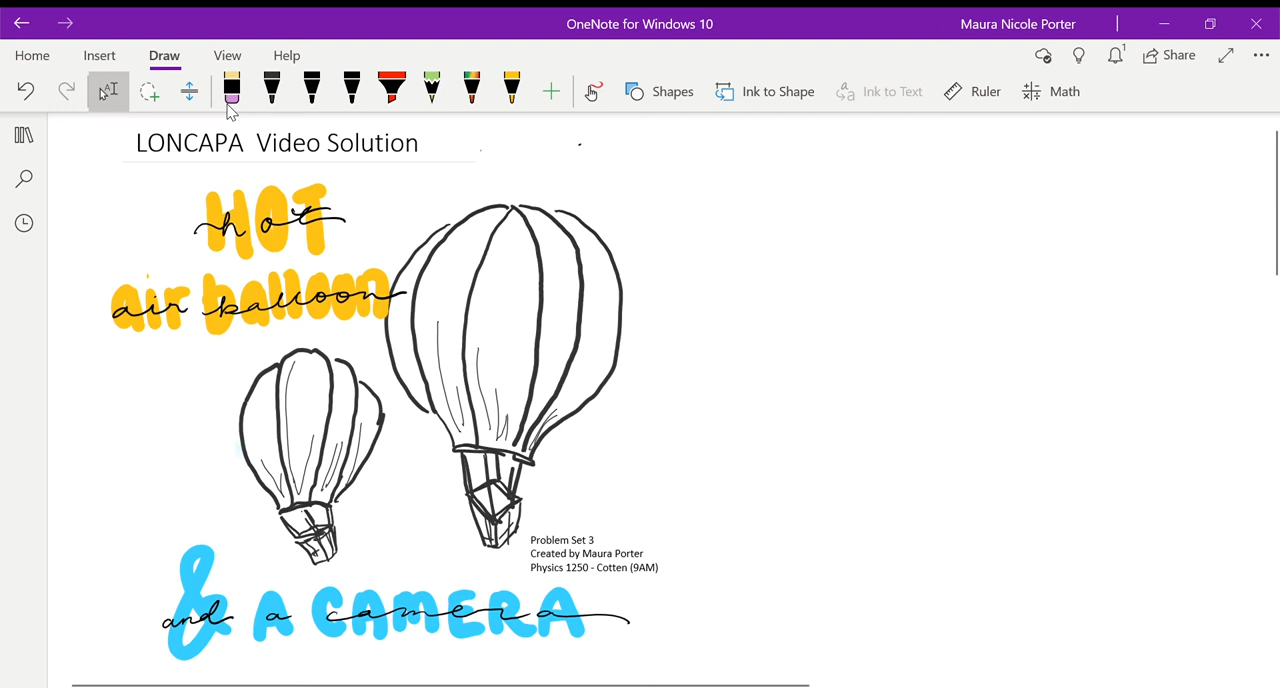 OneNote for Windows 10
Maura Nicole Porter
Home Insert Draw View Help
1 Share
Shapes Ink to Shape Ink to Text Ruler Math
LONCAPA Video Solution
HOT
hot
air balloon
air balloon
Problem Set 3
Created by Maura Porter
Physics 1250 - Cotten (9AM)
& A CAMERA
and a camera